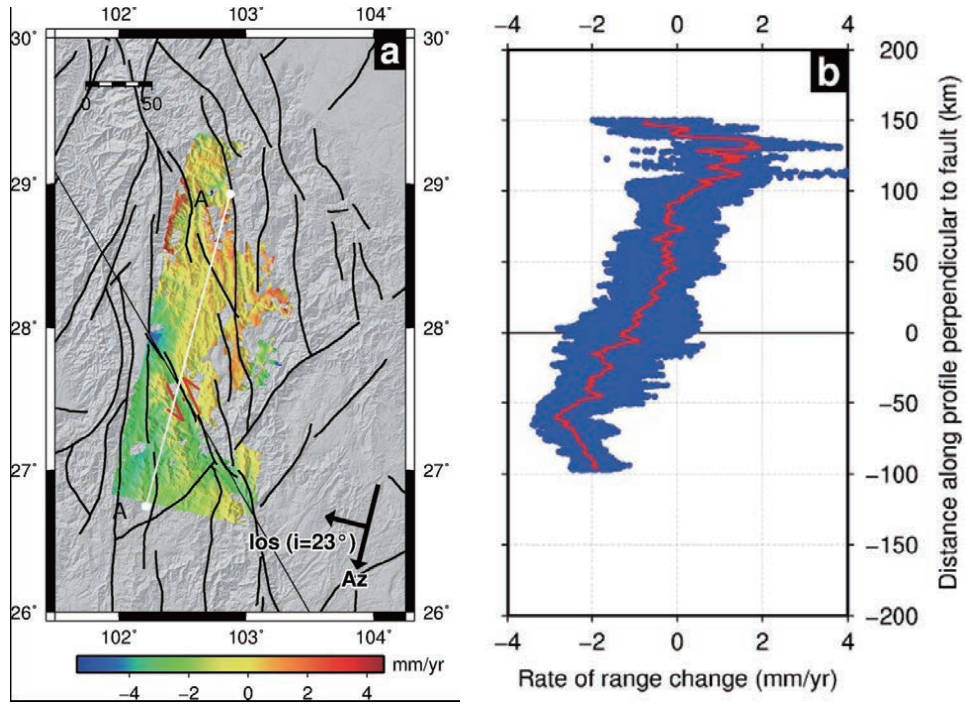 102° 103° 104°
30° 30°
a
0 50
29° 29°
A'
28° 28°
27° 27°
A
los (i=23°)
Az
26° 26°
102° 103° 104°
mm/yr
−4 −2 0 2 4
−4 −2 0 2 4
b
200
150
100
50
0
−50
−100
−150
−200
Distance along profile perpendicular to fault (km)
−4 −2 0 2 4
Rate of range change (mm/yr)